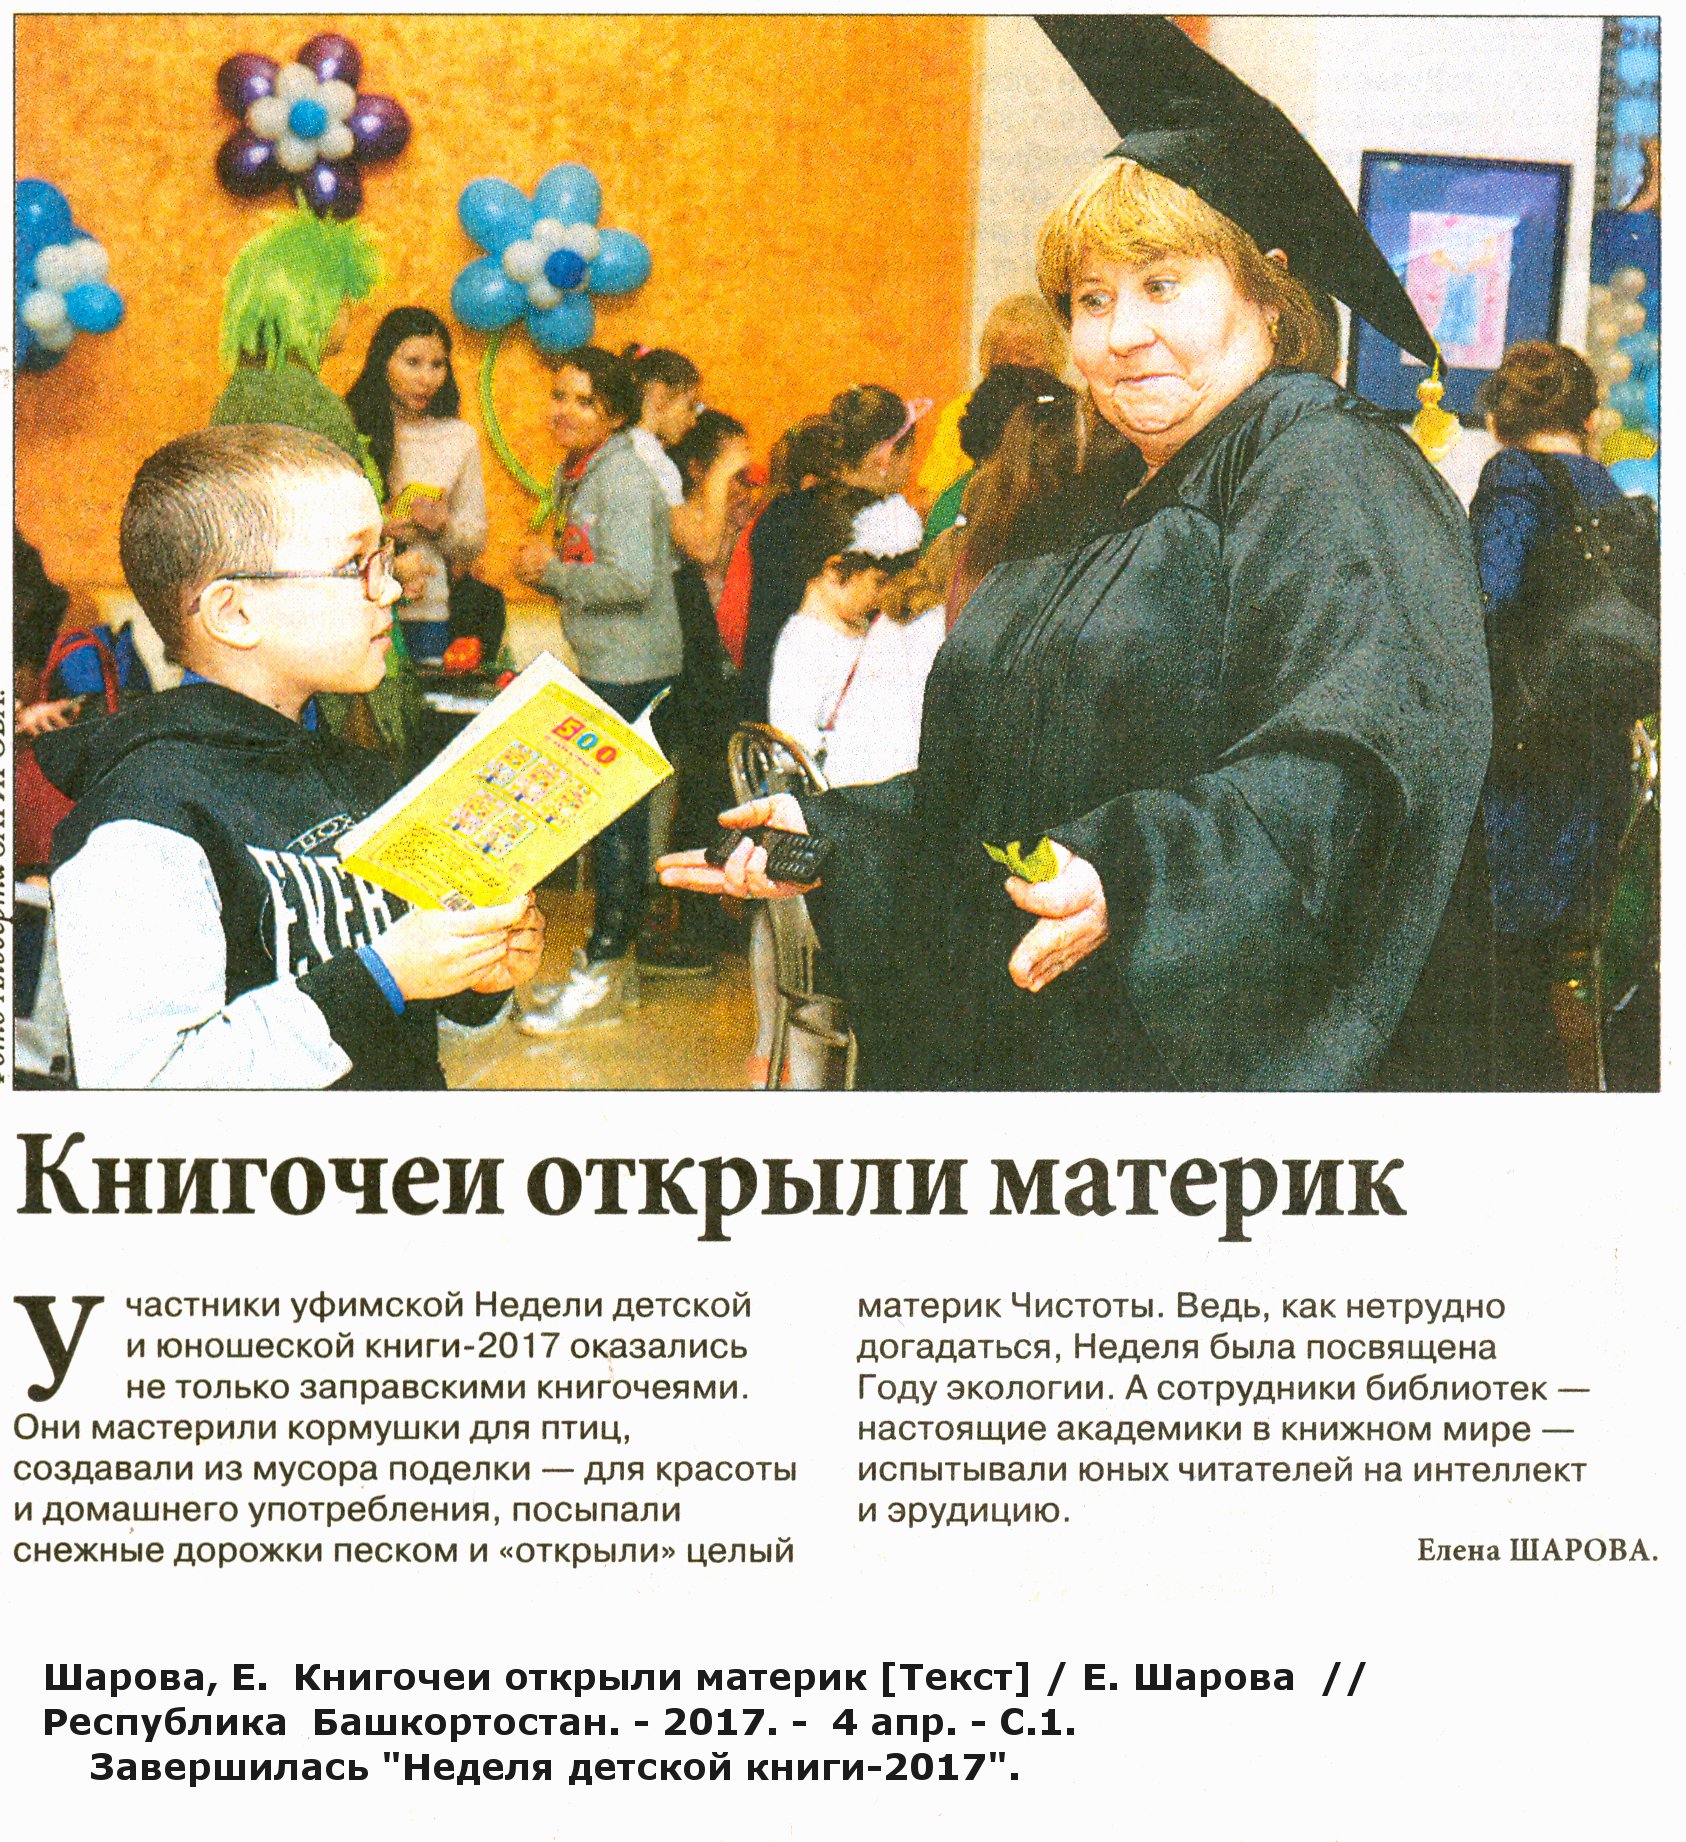 500
EVER
Книгочеи открыли материк
Участники уфимской Недели детской
и юношеской книги-2017 оказались
не только заправскими книгочеями.
Они мастерили кормушки для птиц,
создавали из мусора поделки — для красоты
и домашнего употребления, посыпали
снежные дорожки песком и «открыли» целый
материк Чистоты. Ведь, как нетрудно
догадаться, Неделя была посвящена
Году экологии. А сотрудники библиотек —
настоящие академики в книжном мире —
испытывали юных читателей на интеллект
и эрудицию.
Елена ШАРОВА.
Шарова, Е. Книгочеи открыли материк [Текст] / Е. Шарова //
Республика Башкортостан. - 2017. - 4 апр. - С.1.
Завершилась "Неделя детской книги-2017".